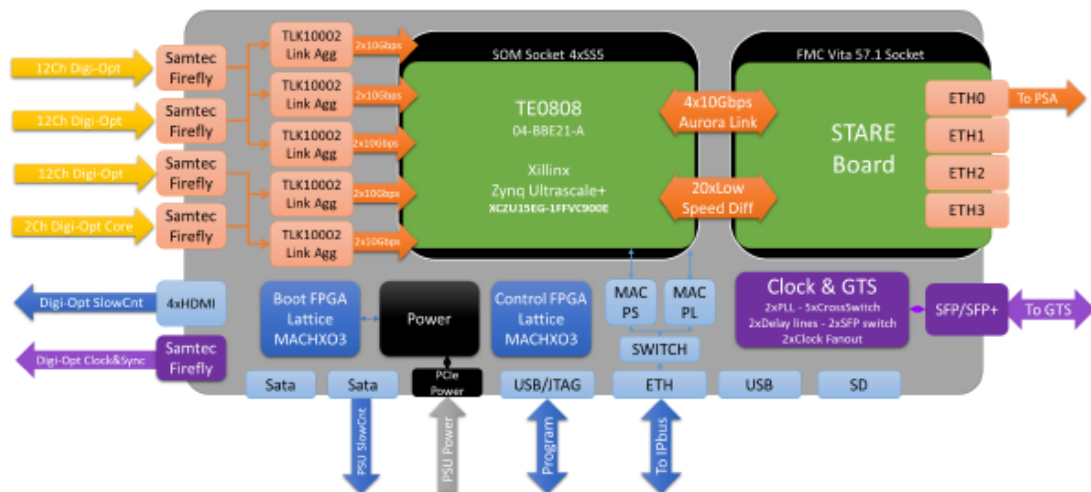 SOM Socket 4xSS5
FMC Vita 57.1 Socket
12Ch Digi-Opt
12Ch Digi-Opt
12Ch Digi-Opt
2Ch Digi-Opt Core
Samtec
Firefly
Samtec
Firefly
Samtec
Firefly
Samtec
Firefly
TLK10002
Link Agg
TLK10002
Link Agg
TLK10002
Link Agg
TLK10002
Link Agg
TLK10002
Link Agg
2x10Gbps
2x10Gbps
2x10Gbps
2x10Gbps
2x10Gbps
TE0808
04-BBE21-A
Xillinx
Zynq Ultrascale+
XCZU15EG-1FFVC900E
4x10Gbps
Aurora Link
20xLow
Speed Diff
STARE
Board
ETH0
ETH1
ETH2
ETH3
To PSA
Digi-Opt SlowCnt
4xHDMI
Digi-Opt Clock&Sync
Samtec
Firefly
Boot FPGA
Lattice
MACHXO3
Power
Control FPGA
Lattice
MACHXO3
MAC
PS
MAC
PL
SWITCH
Clock & GTS
2xPLL - 5xCrossSwitch
2xDelay lines - 2xSFP switch
2xClock Fanout
SFP/SFP+
To GTS
Sata
Sata
PCIe
Power
USB/JTAG
ETH
USB
SD
PSU SlowCnt
PSU Power
Program
To IPbus